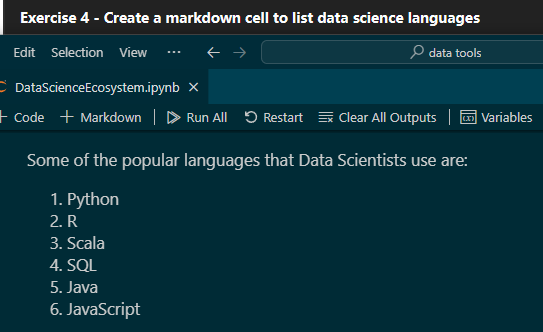 Exercise 4 - Create a markdown cell to list data science languages
Edit Selection View ... ← → data tools
DataScienceEcosystem.ipynb ×
+ Code + Markdown | Run All Restart Clear All Outputs | Variables
Some of the popular languages that Data Scientists use are:
1. Python
2. R
3. Scala
4. SQL
5. Java
6. JavaScript